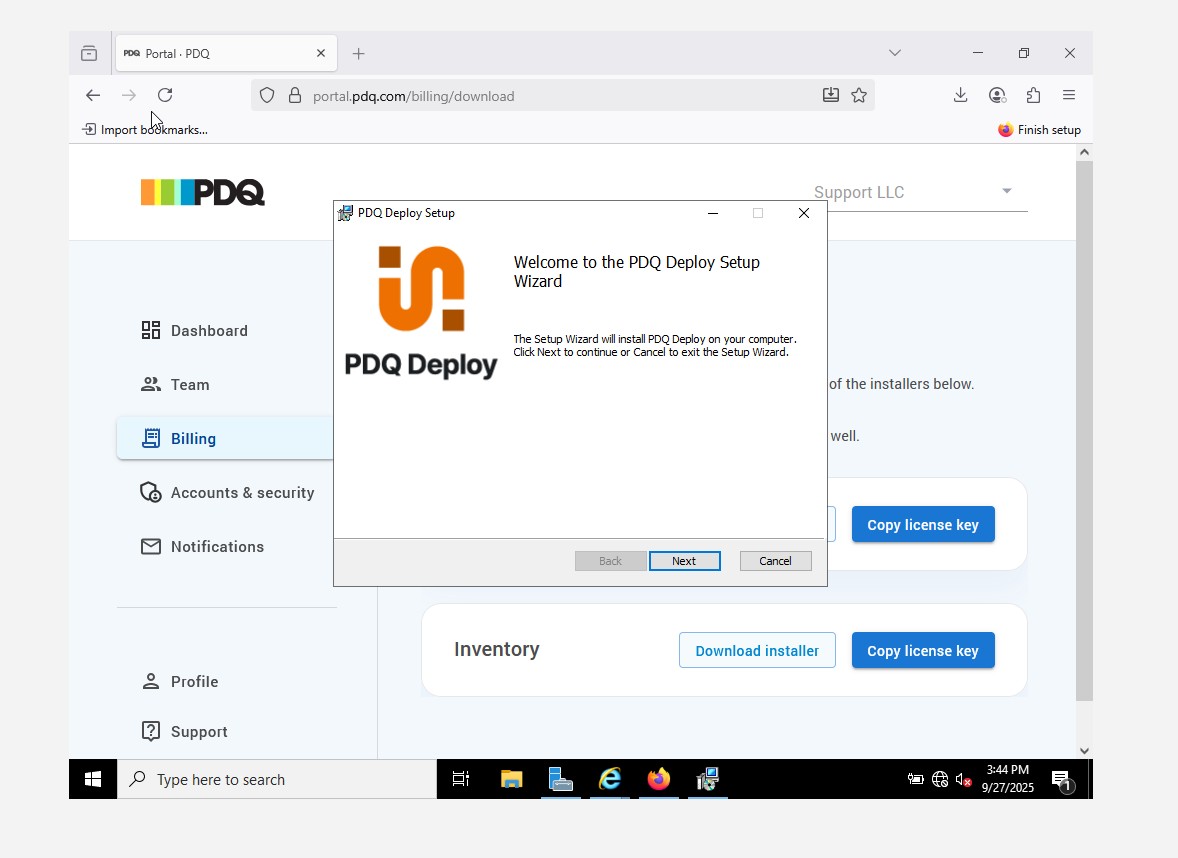 PDQ Portal · PDQ
portal.pdq.com/billing/download
Import bookmarks...
Finish setup
PDQ
Support LLC
PDQ Deploy Setup
Welcome to the PDQ Deploy Setup
Wizard
PDQ Deploy
The Setup Wizard will install PDQ Deploy on your computer.
Click Next to continue or Cancel to exit the Setup Wizard.
Back
Next
Cancel
Dashboard
Team
Billing
Accounts & security
Notifications
Profile
Support
of the installers below.
well.
Copy license key
Inventory
Download installer
Copy license key
Type here to search
3:44 PM
9/27/2025
1